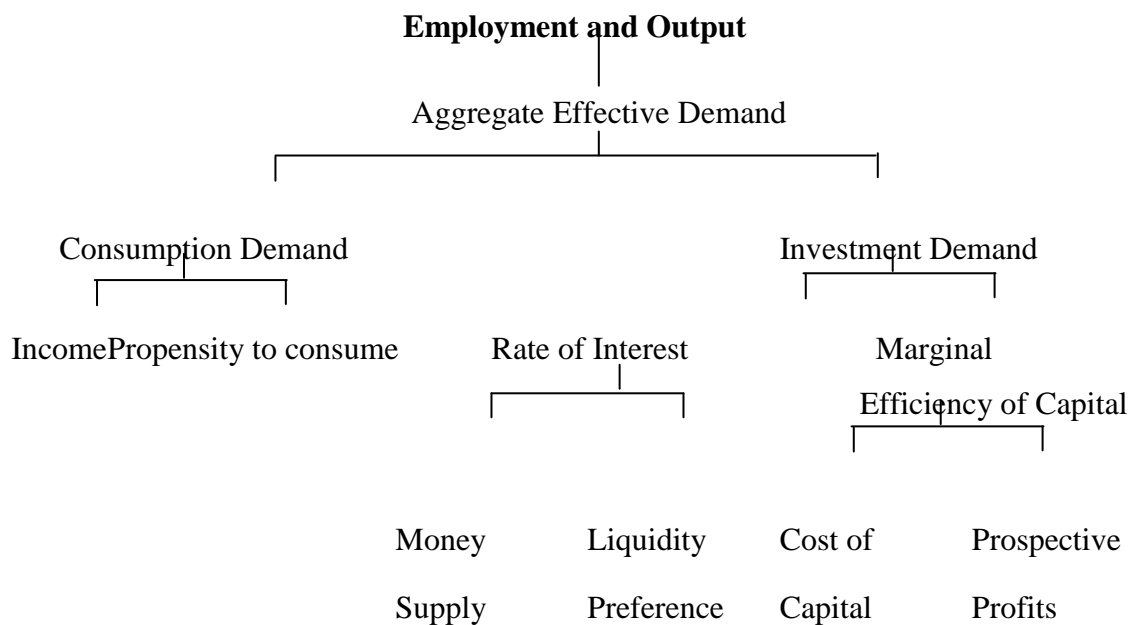 Employment and Output
Aggregate Effective Demand
Consumption Demand Investment Demand
IncomePropensity to consume Rate of Interest Marginal
Efficiency of Capital
Money Liquidity Cost of Prospective
Supply Preference Capital Profits